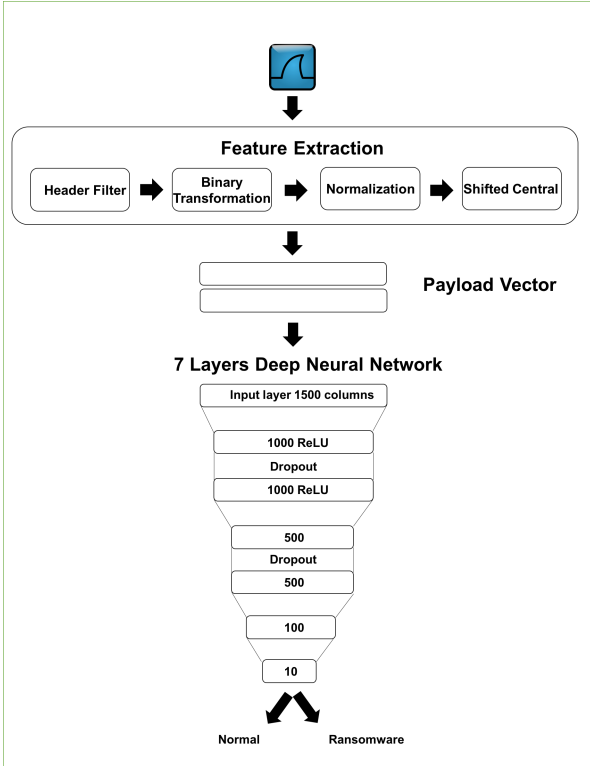 Feature Extraction
Header Filter
Binary
Transformation
Normalization
Shifted Central
Payload Vector
7 Layers Deep Neural Network
Input layer 1500 columns
1000 ReLU
Dropout
1000 ReLU
500
Dropout
500
100
10
Normal
Ransomware